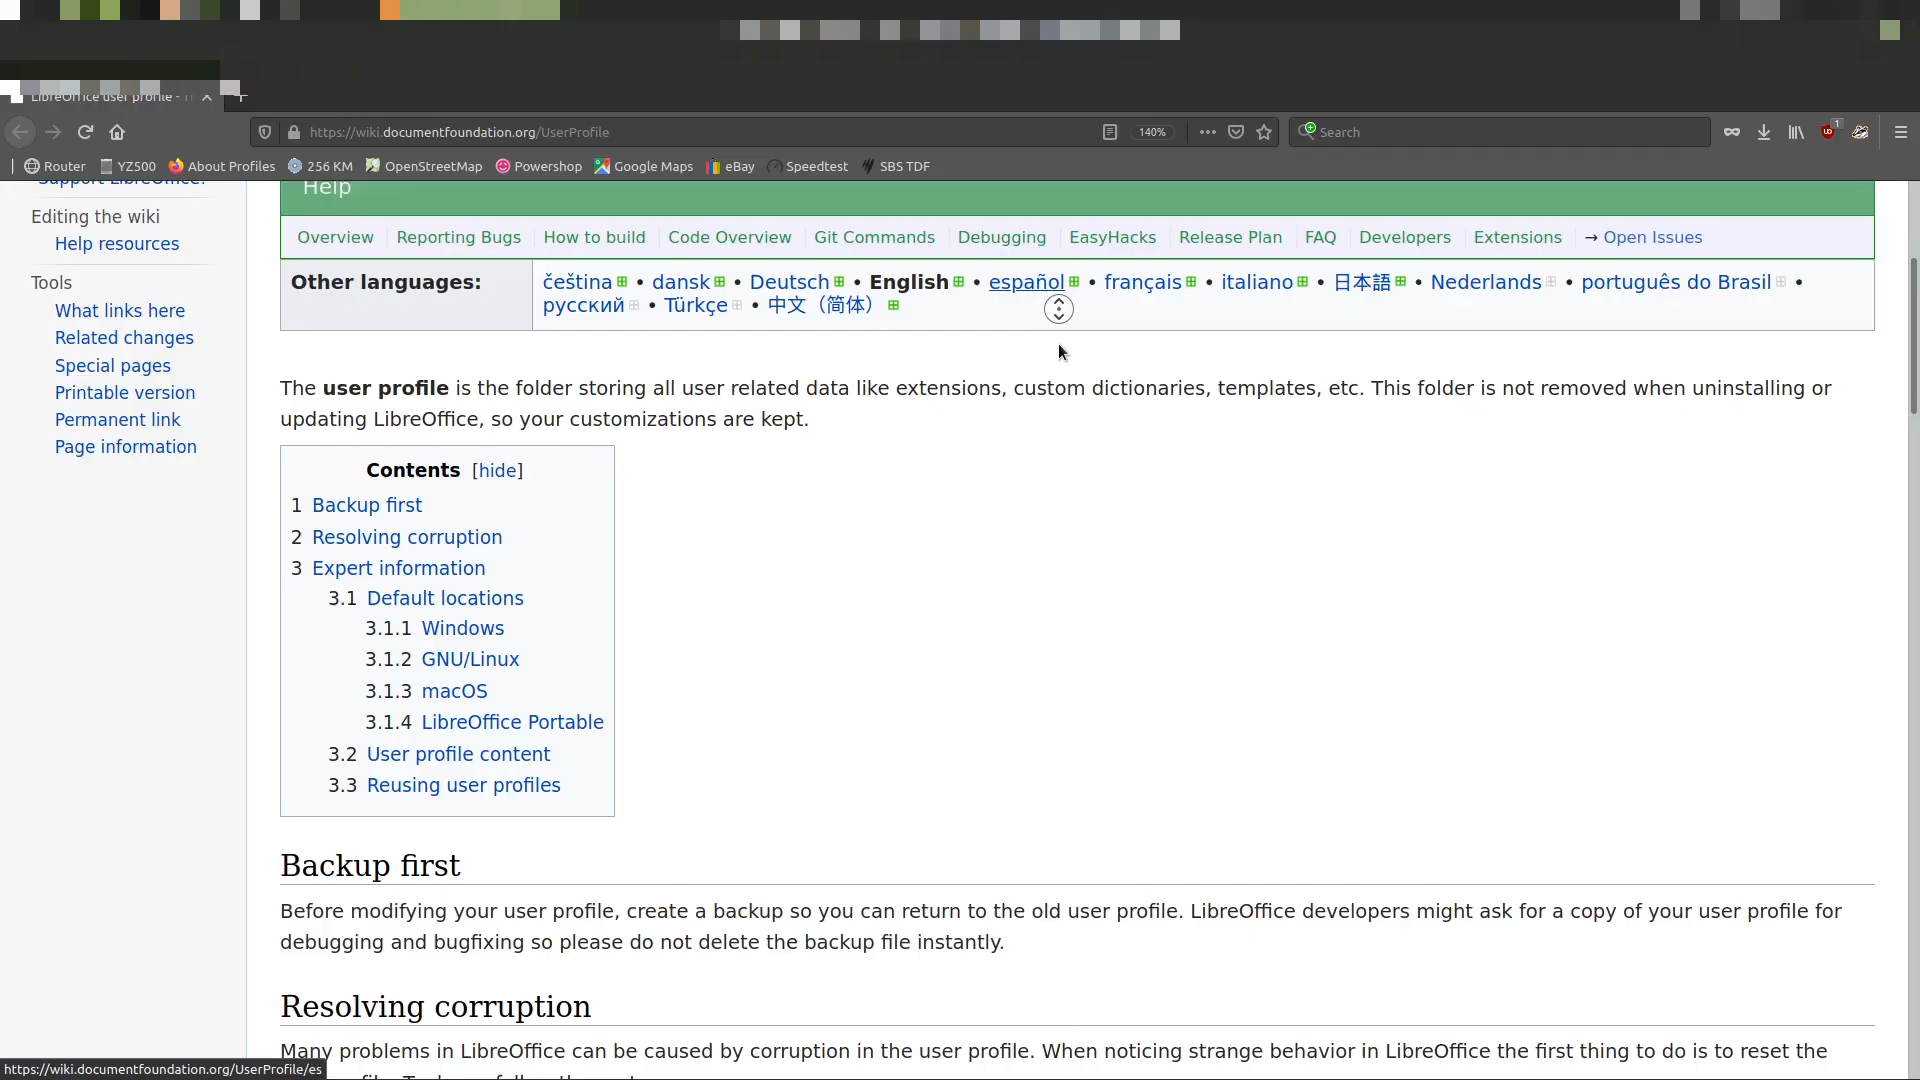 LibreOffice user profile -
https://wiki.documentfoundation.org/UserProfile
140%
Search
1
Router
YZ500
About Profiles
256 KM
OpenStreetMap
Powershop
Google Maps
eBay
Speedtest
SBS TDF
Support LibreOffice!
Editing the wiki
Help resources
Tools
What links here
Related changes
Special pages
Printable version
Permanent link
Page information
Help
Overview Reporting Bugs How to build Code Overview Git Commands Debugging EasyHacks Release Plan FAQ Developers Extensions → Open Issues
Other languages:
čeština • dansk • Deutsch • English • español • français • italiano • 日本語 • Nederlands • português do Brasil •
русский • Türkçe • 中文（简体）
The user profile is the folder storing all user related data like extensions, custom dictionaries, templates, etc. This folder is not removed when uninstalling or
updating LibreOffice, so your customizations are kept.
Contents [hide]
1 Backup first
2 Resolving corruption
3 Expert information
3.1 Default locations
3.1.1 Windows
3.1.2 GNU/Linux
3.1.3 macOS
3.1.4 LibreOffice Portable
3.2 User profile content
3.3 Reusing user profiles
Backup first
Before modifying your user profile, create a backup so you can return to the old user profile. LibreOffice developers might ask for a copy of your user profile for
debugging and bugfixing so please do not delete the backup file instantly.
Resolving corruption
Many problems in LibreOffice can be caused by corruption in the user profile. When noticing strange behavior in LibreOffice the first thing to do is to reset the
https://wiki.documentfoundation.org/UserProfile/es